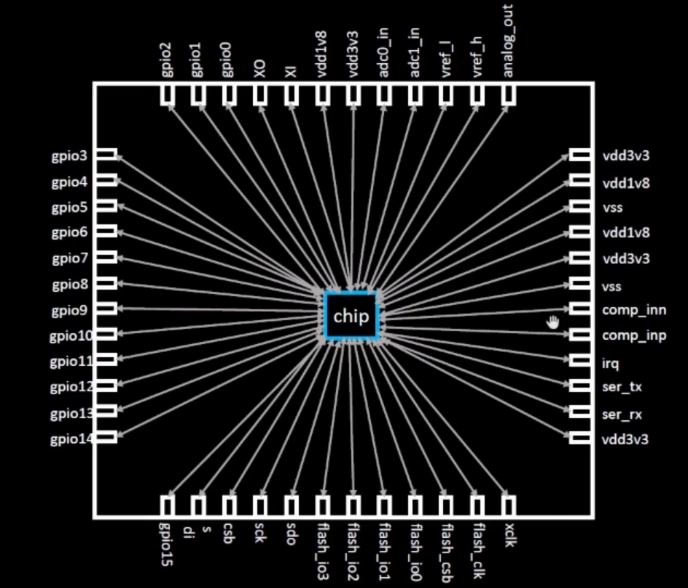 gpio2
gpio1
gpio0
XO
XI
vdd1v8
vdd3v3
adc0_in
adc1_in
vref_l
vref_h
analog_out
gpio3
gpio4
gpio5
gpio6
gpio7
gpio8
gpio9
gpio10
gpio11
gpio12
gpio13
gpio14
chip
vdd3v3
vdd1v8
vss
vdd1v8
vdd3v3
vss
comp_inn
comp_inp
irq
ser_tx
ser_rx
vdd3v3
gpio15
s
di
csb
sck
sdo
flash_io3
flash_io2
flash_io1
flash_io0
flash_csb
flash_clk
xclk